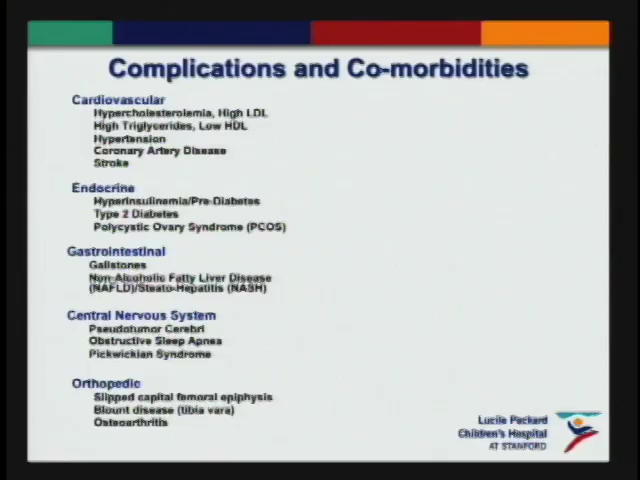 Complications and Co-morbidities
Cardiovascular
Hypercholesterolemia, High LDL
High Triglycerides, Low HDL
Hypertension
Coronary Artery Disease
Stroke
Endocrine
Hyperinsulinemia/Pre-Diabetes
Type 2 Diabetes
Polycystic Ovary Syndrome (PCOS)
Gastrointestinal
Gallstones
Non-Alcoholic Fatty Liver Disease
(NAFLD)/Steato-Hepatitis (NASH)
Central Nervous System
Pseudotumor Cerebri
Obstructive Sleep Apnea
Pickwickian Syndrome
Orthopedic
Slipped capital femoral epiphysis
Blount disease (tibia vara)
Osteoarthritis
Lucile Packard
Children's Hospital
AT STANFORD